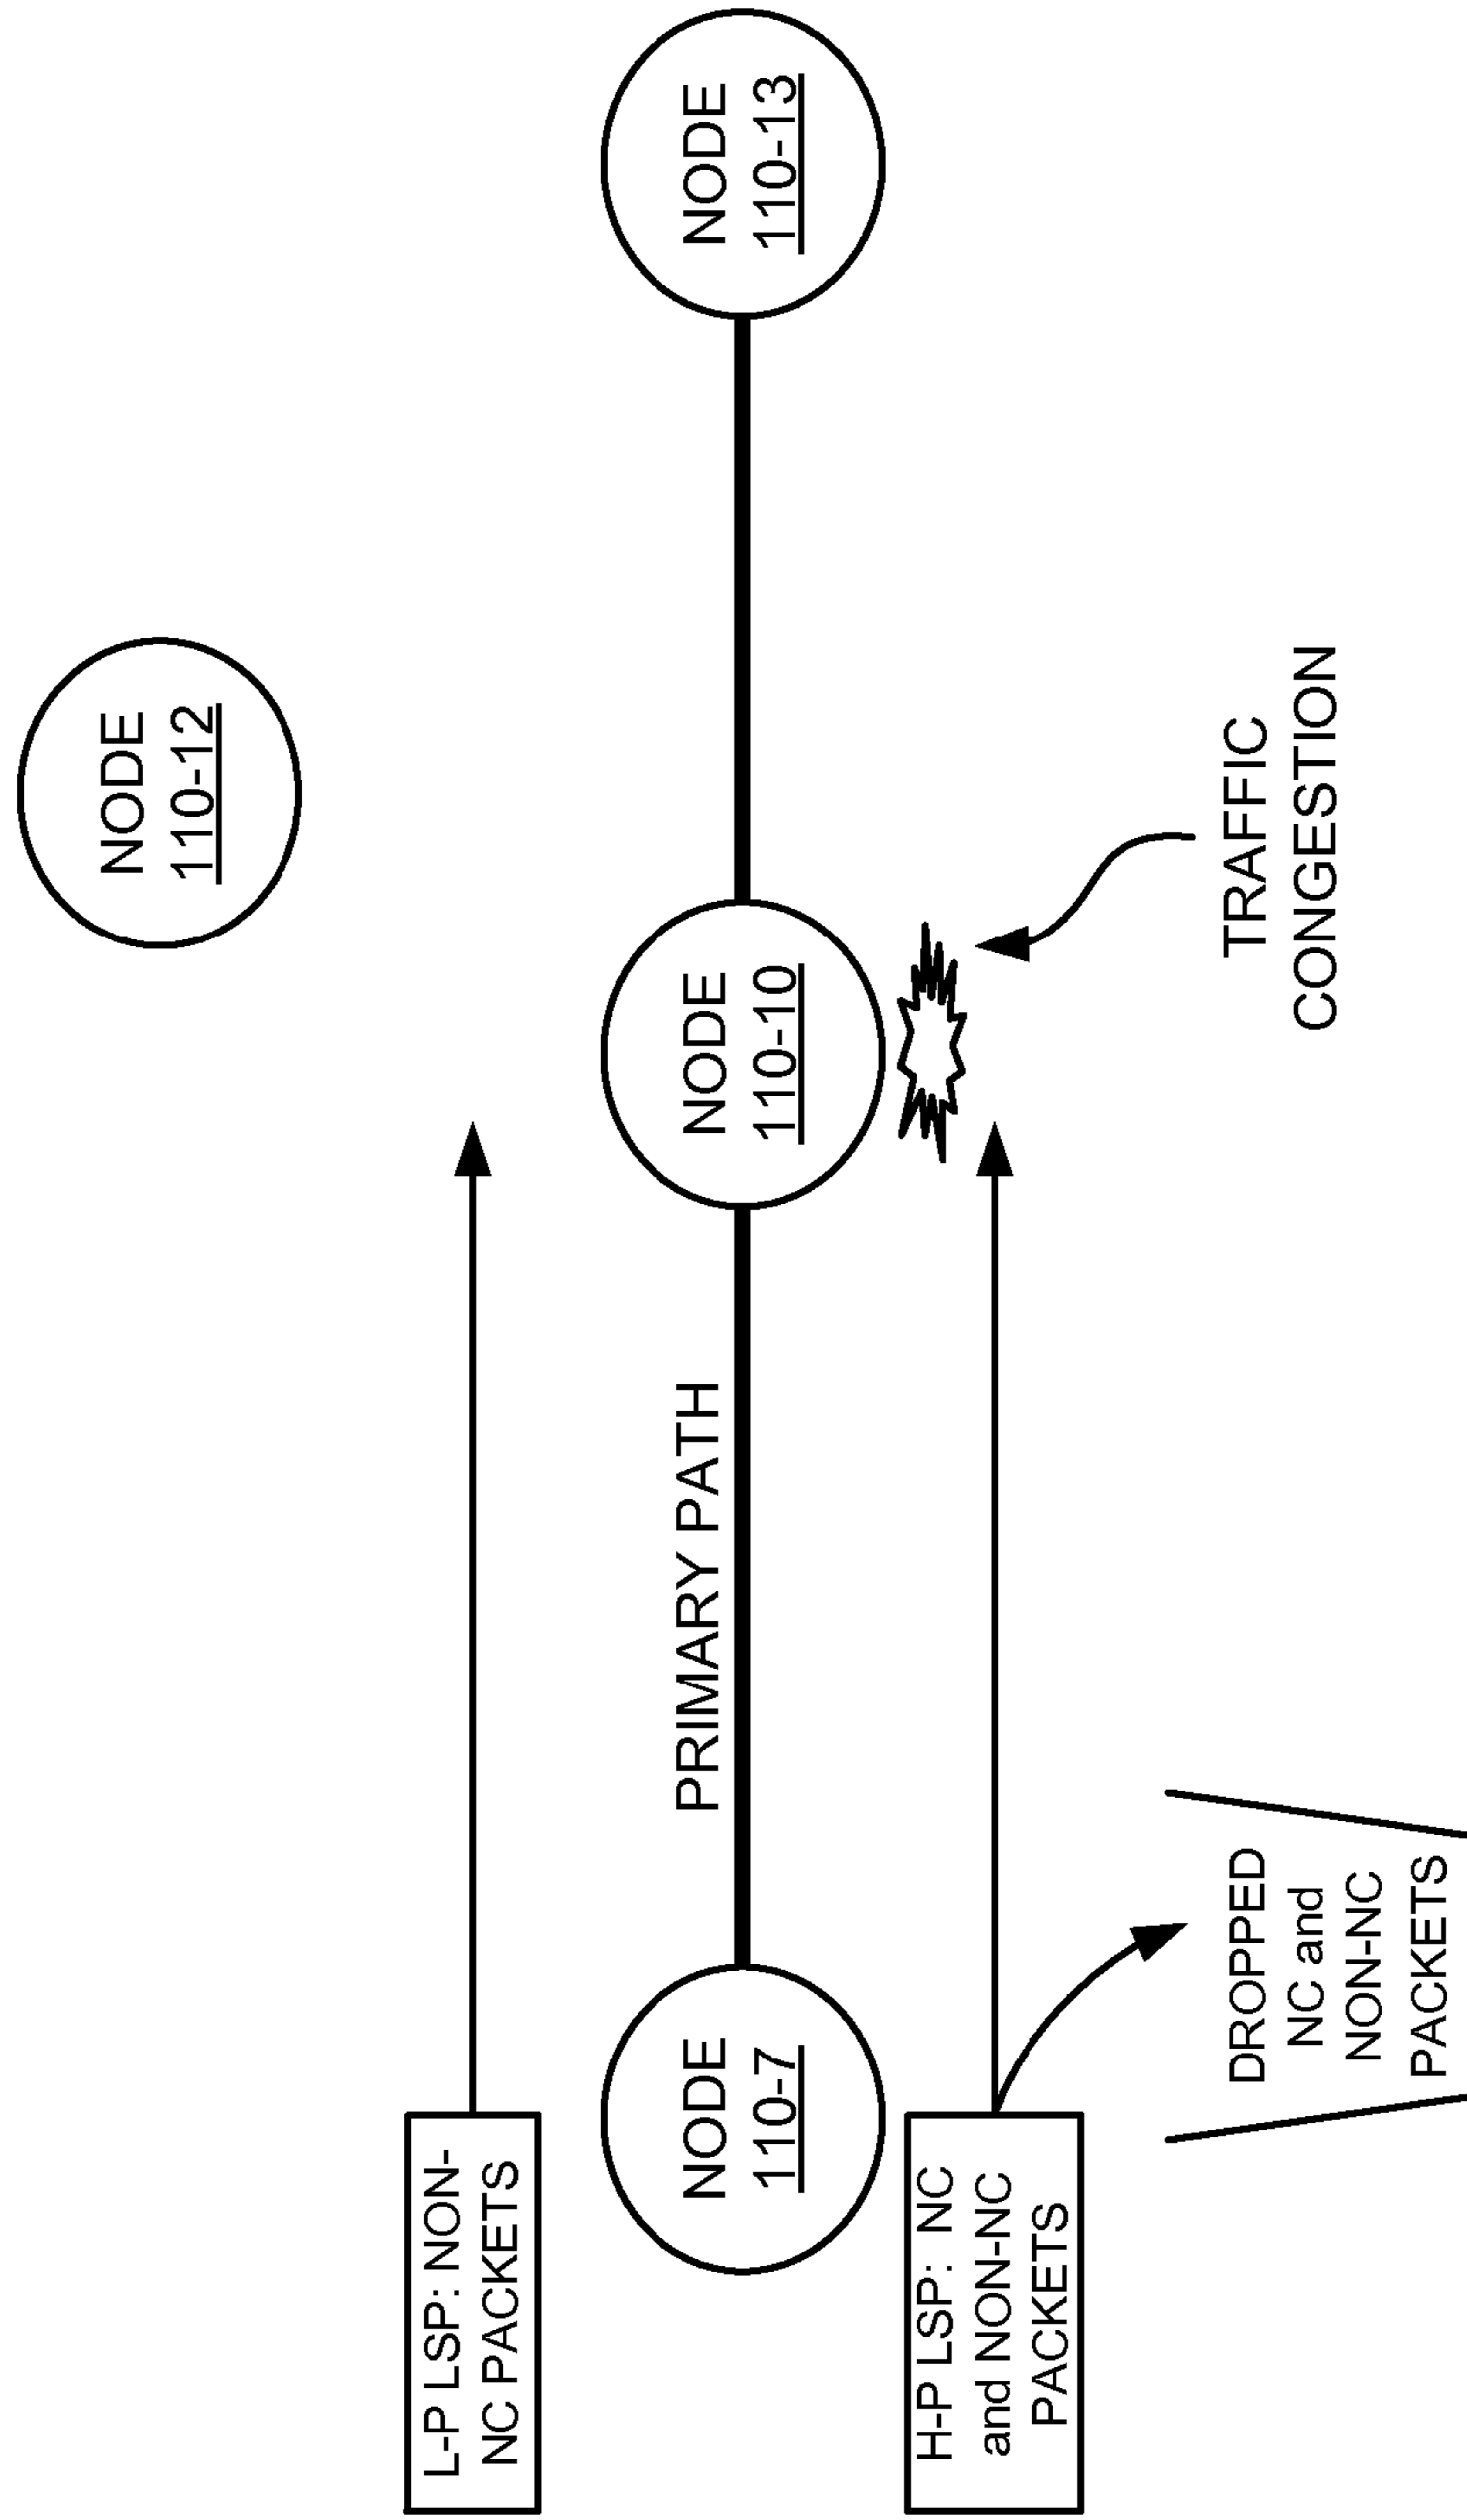 NODE
110-12
L-P LSP: NON-
NC PACKETS
PRIMARY PATH
NODE
110-7
NODE
110-10
NODE
110-13
H-P LSP: NC
and NON-NC
PACKETS
TRAFFIC
CONGESTION
DROPPED
NC and
NON-NC
PACKETS